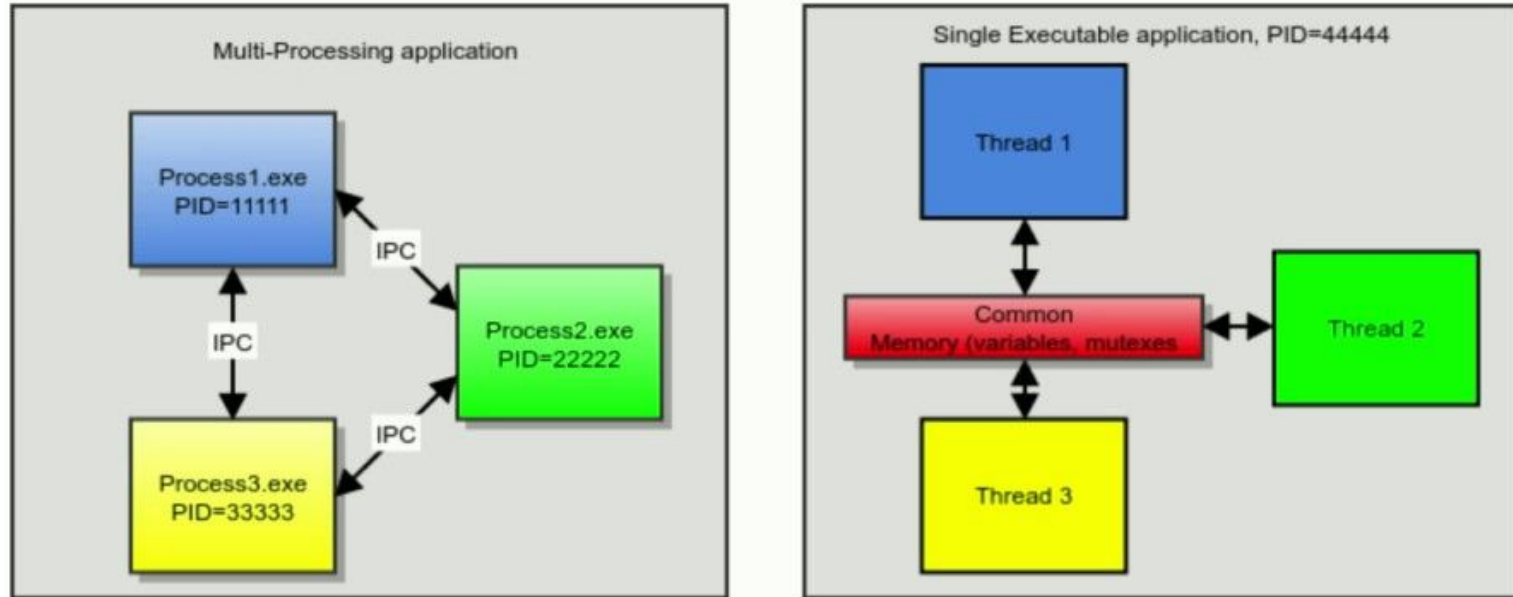 Multi-Processing application
Process1.exe
PID=11111
IPC
IPC
Process2.exe
PID=22222
IPC
Process3.exe
PID=33333
Single Executable application, PID=44444
Thread 1
Common
Memory (variables, mutexes
Thread 2
Thread 3